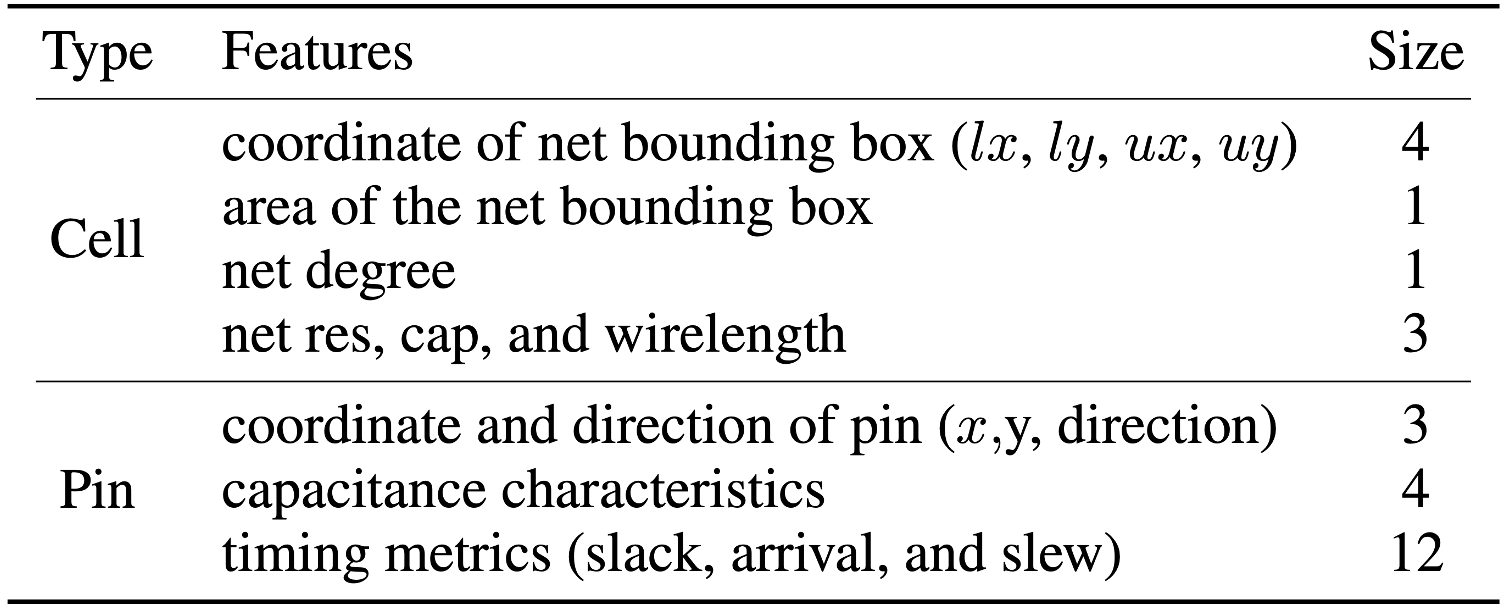 Type Features Size
coordinate of net bounding box (lx, ly, ux, uy) 4
area of the net bounding box 1
Cell
net degree 1
net res, cap, and wirelength 3
coordinate and direction of pin (x,y, direction) 3
Pin capacitance characteristics 4
timing metrics (slack, arrival, and slew) 12